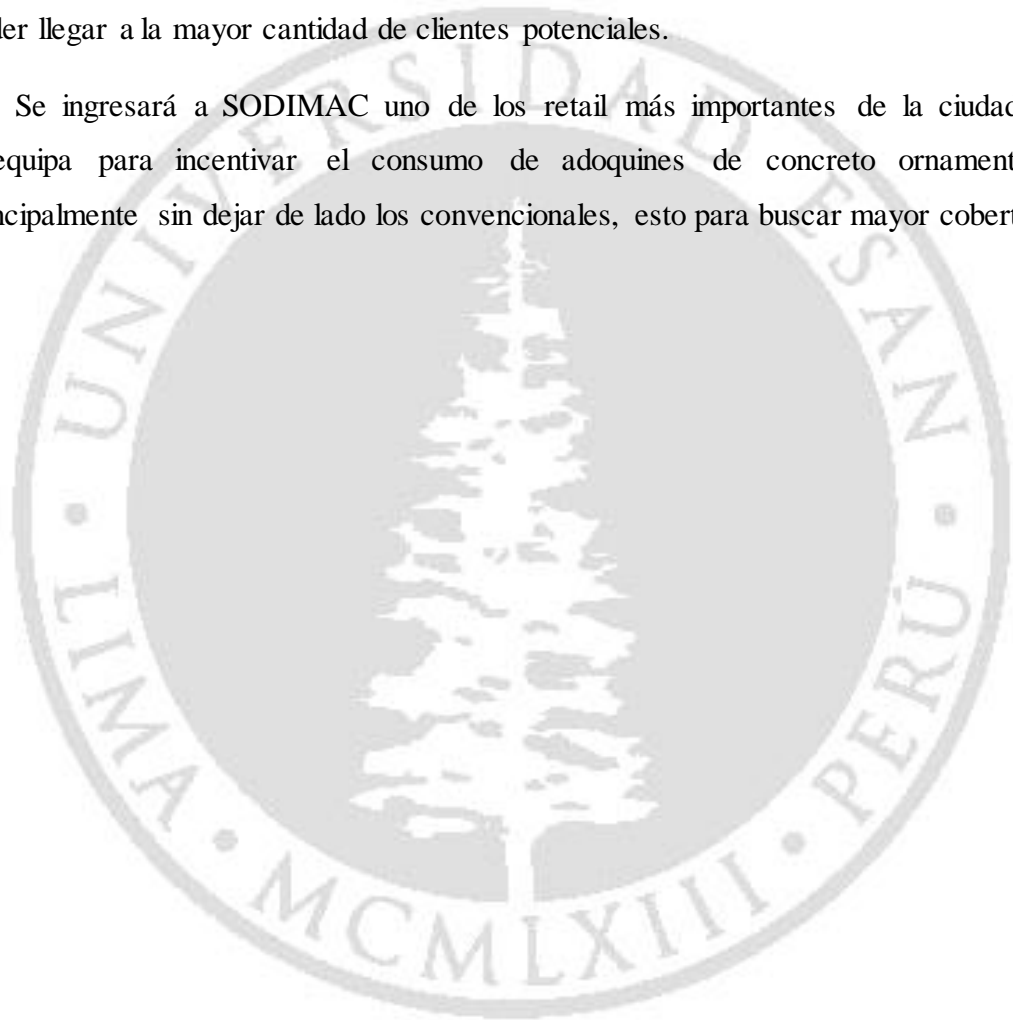 der llegar a la mayor cantidad de clientes potenciales.
Se ingresará a SODIMAC uno de los retail más importantes de la ciudad
equipa para incentivar el consumo de adoquines de concreto ornament
ncipalmente sin dejar de lado los convencionales, esto para buscar mayor cobert
UNIVERSIDAD ESAN
LIMA • MCMLXIII • PERÚ